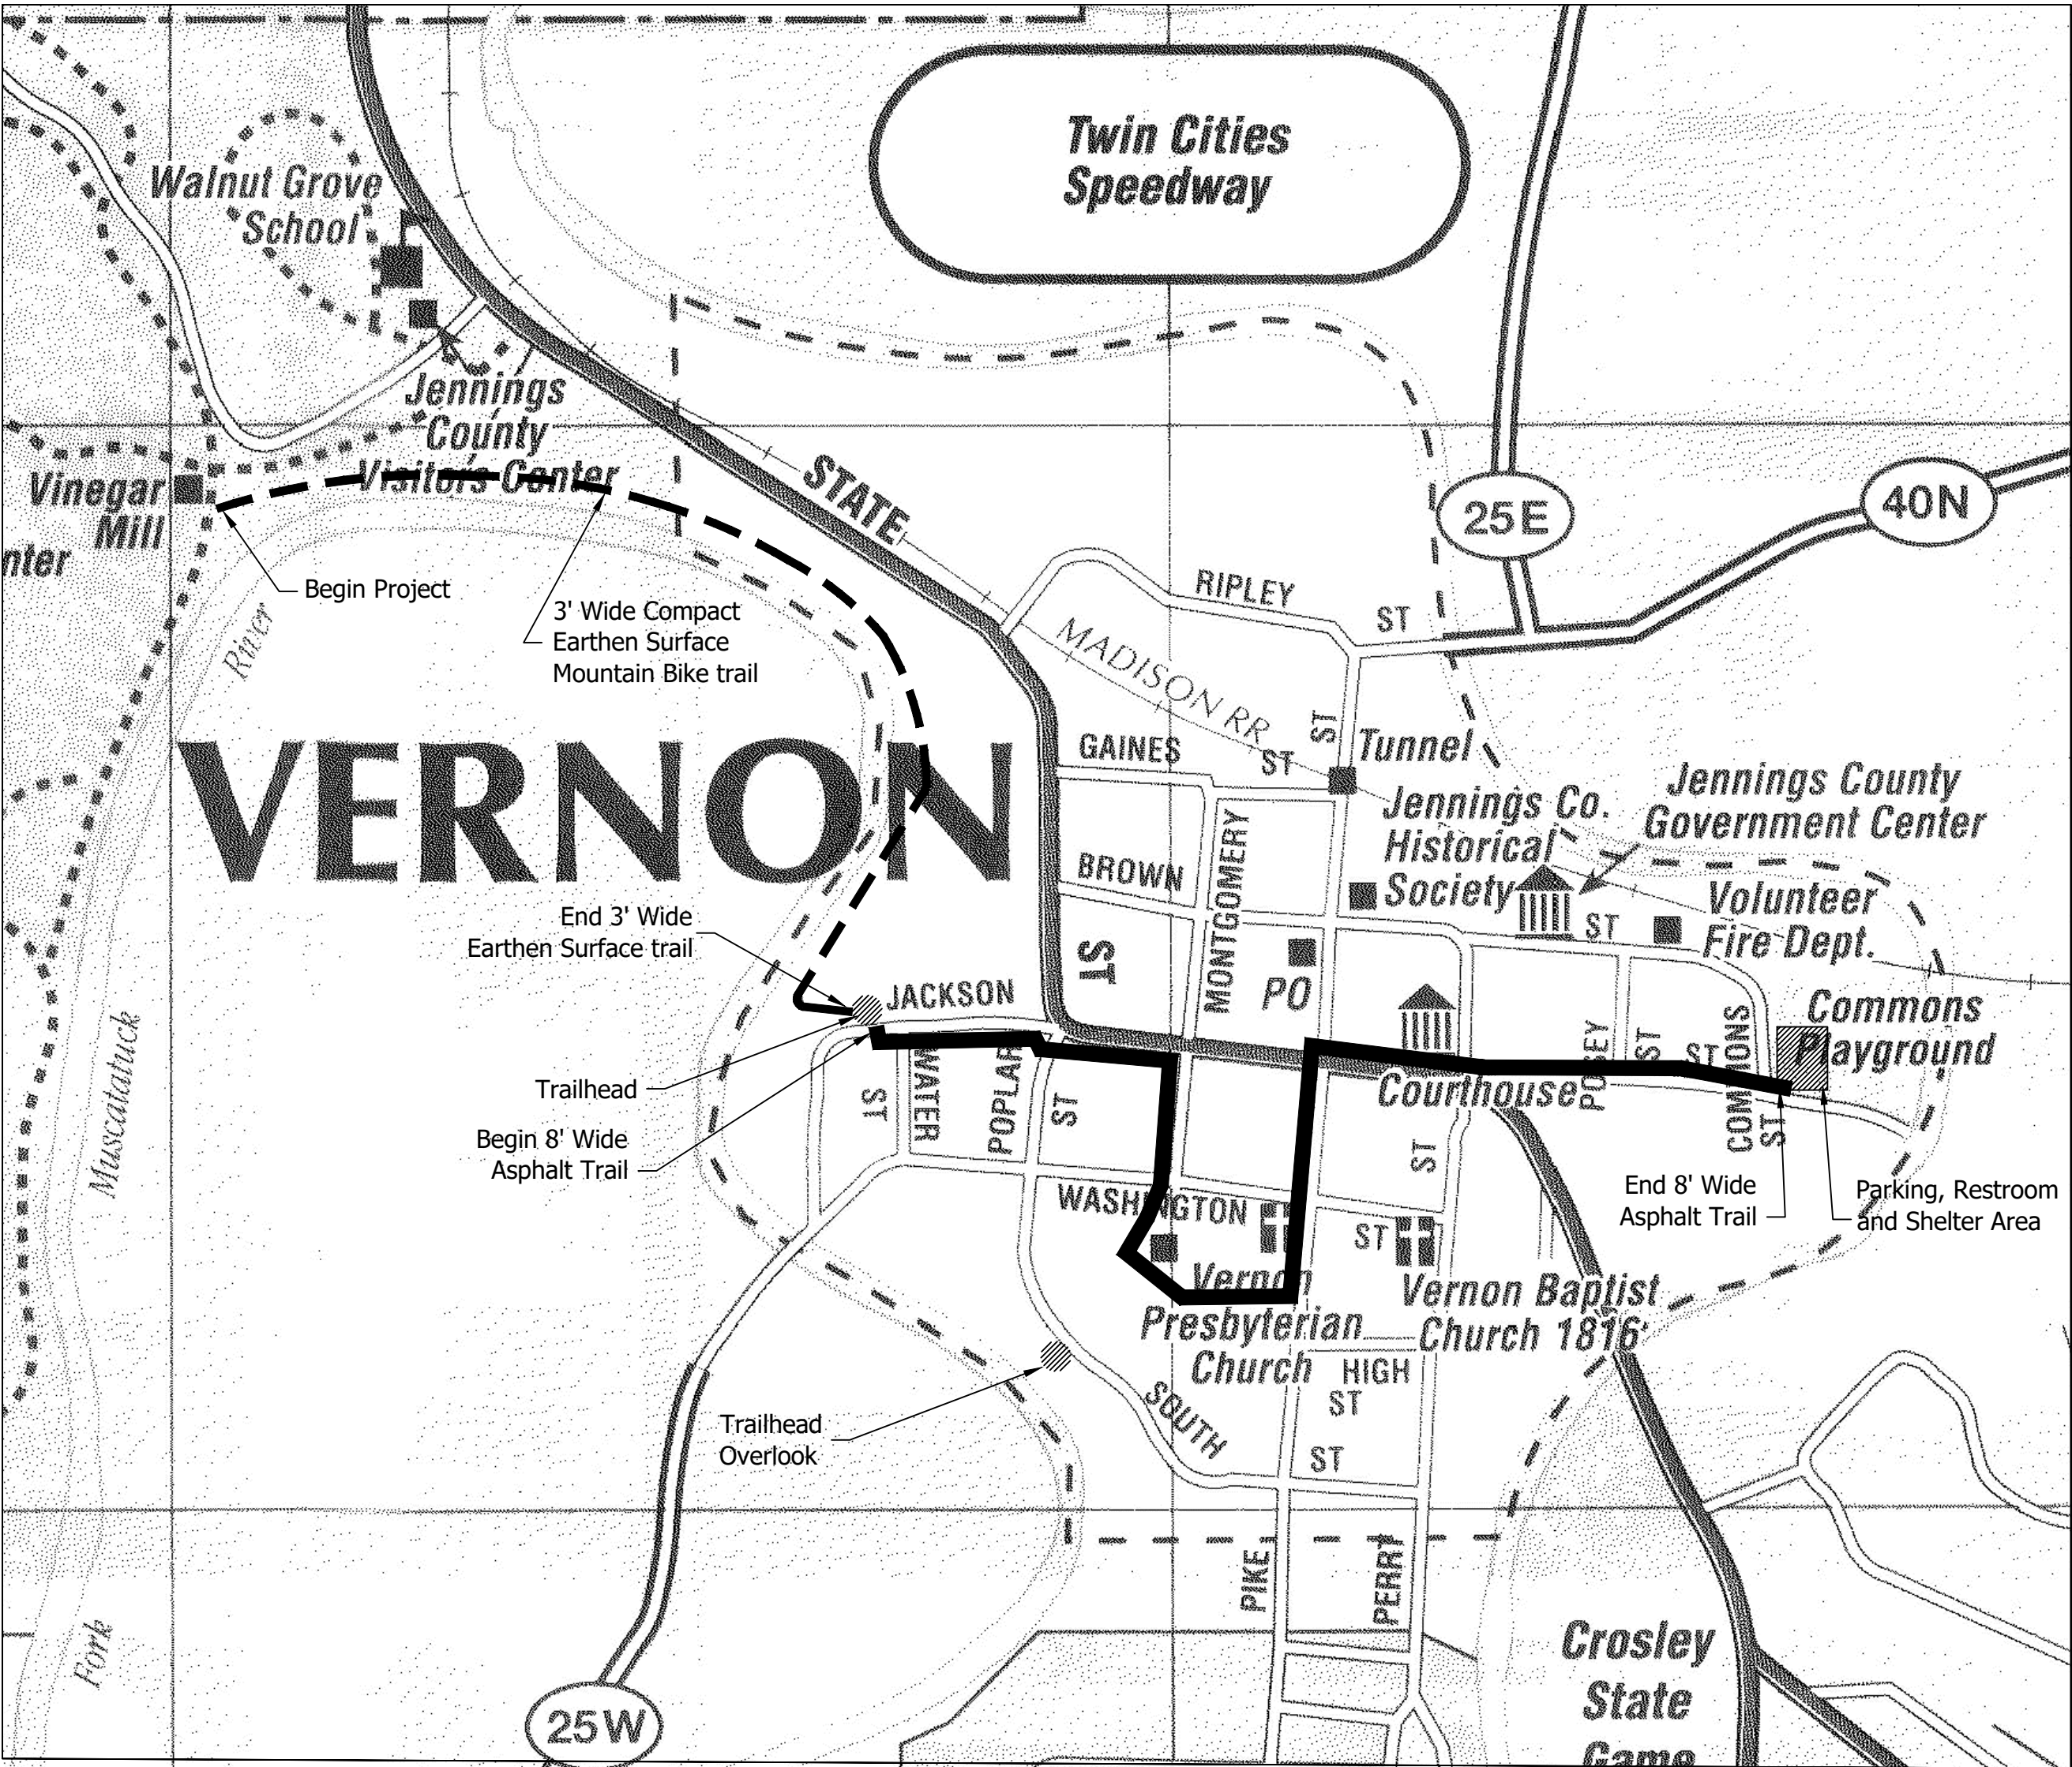 Twin Cities
Speedway
Walnut Grove
School
Jennings
County
Visitors Center
Vinegar
Mill
nter
Begin Project
3' Wide Compact
Earthen Surface
Mountain Bike trail
River
STATE
25E
40N
RIPLEY
ST
MADISON RR
ST
Tunnel
GAINES
ST
VERNON
Jennings County
Government Center
Jennings Co.
Historical
Society
BROWN
MONTGOMERY
ST
Volunteer
Fire Dept.
End 3' Wide
Earthen Surface trail
ST
PO
JACKSON
Commons
Playground
Muscatatuck
Trailhead
Begin 8' Wide
Asphalt Trail
ST
WATER
POPLAR
ST
Courthouse
POSEY
ST
ST
COMMONS
ST
ST
WASHINGTON
ST
End 8' Wide
Asphalt Trail
Parking, Restroom
and Shelter Area
Vernon
Presbyterian
Church
Vernon Baptist
Church 1816
HIGH
ST
SOUTH
ST
Trailhead
Overlook
PIKE
PERRY
Fork
25W
Crosley
State
Game